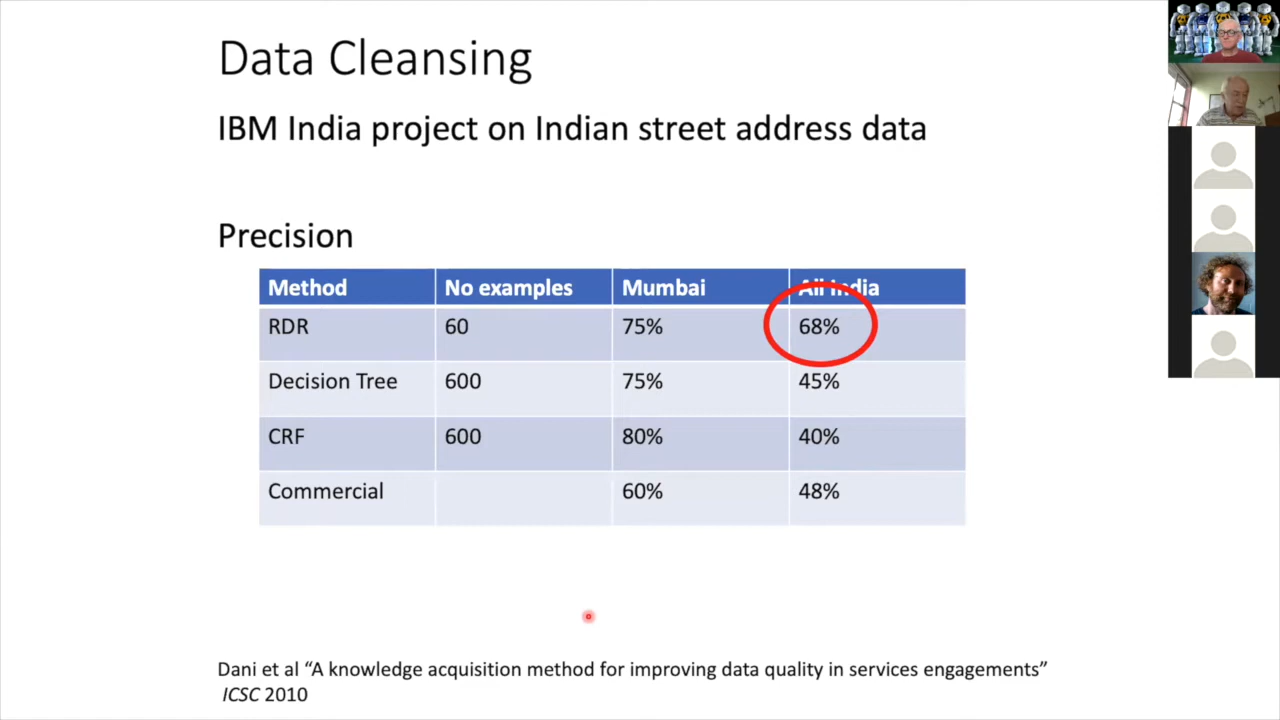 Data Cleansing
IBM India project on Indian street address data
Precision
Method No examples Mumbai All India
RDR 60 75% 68%
Decision Tree 600 75% 45%
CRF 600 80% 40%
Commercial 60% 48%
Dani et al “A knowledge acquisition method for improving data quality in services engagements”
ICSC 2010